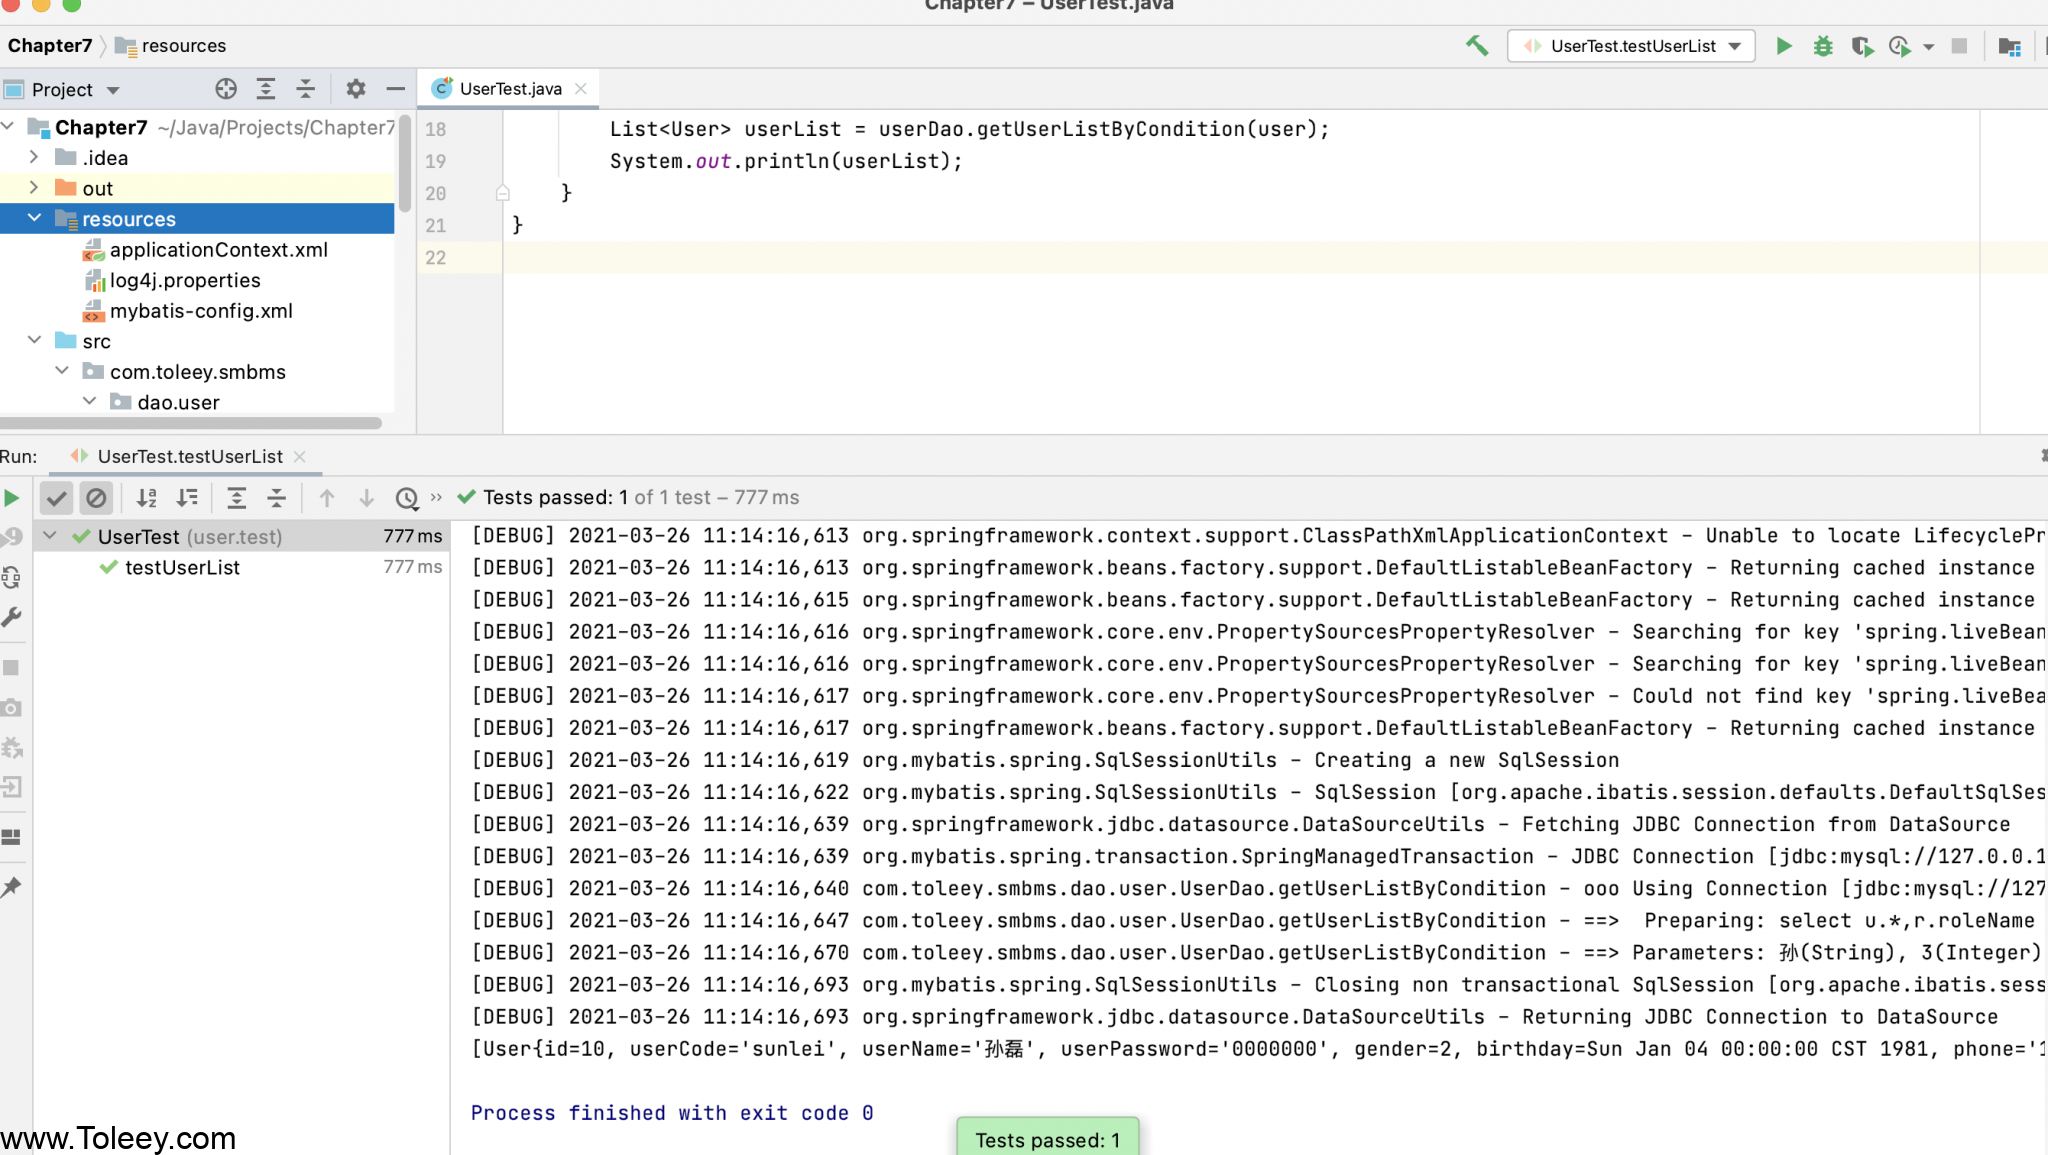 Chapter7 – UserTest.java
Chapter7 resources
UserTest.testUserList
Project
UserTest.java
Chapter7 ~/Java/Projects/Chapter7
.idea
out
resources
applicationContext.xml
log4j.properties
mybatis-config.xml
src
com.toleey.smbms
dao.user
18 List<User> userList = userDao.getUserListByCondition(user);
19 System.out.println(userList);
20 }
21 }
22
Run: UserTest.testUserList
Tests passed: 1 of 1 test – 777 ms
UserTest (user.test) 777 ms
testUserList 777 ms
[DEBUG] 2021-03-26 11:14:16,613 org.springframework.context.support.ClassPathXmlApplicationContext - Unable to locate LifecyclePr
[DEBUG] 2021-03-26 11:14:16,613 org.springframework.beans.factory.support.DefaultListableBeanFactory - Returning cached instance
[DEBUG] 2021-03-26 11:14:16,615 org.springframework.beans.factory.support.DefaultListableBeanFactory - Returning cached instance
[DEBUG] 2021-03-26 11:14:16,616 org.springframework.core.env.PropertySourcesPropertyResolver - Searching for key 'spring.liveBean
[DEBUG] 2021-03-26 11:14:16,616 org.springframework.core.env.PropertySourcesPropertyResolver - Searching for key 'spring.liveBean
[DEBUG] 2021-03-26 11:14:16,617 org.springframework.core.env.PropertySourcesPropertyResolver - Could not find key 'spring.liveBea
[DEBUG] 2021-03-26 11:14:16,617 org.springframework.beans.factory.support.DefaultListableBeanFactory - Returning cached instance
[DEBUG] 2021-03-26 11:14:16,619 org.mybatis.spring.SqlSessionUtils - Creating a new SqlSession
[DEBUG] 2021-03-26 11:14:16,622 org.mybatis.spring.SqlSessionUtils - SqlSession [org.apache.ibatis.session.defaults.DefaultSqlSes
[DEBUG] 2021-03-26 11:14:16,639 org.springframework.jdbc.datasource.DataSourceUtils - Fetching JDBC Connection from DataSource
[DEBUG] 2021-03-26 11:14:16,639 org.mybatis.spring.transaction.SpringManagedTransaction - JDBC Connection [jdbc:mysql://127.0.0.1
[DEBUG] 2021-03-26 11:14:16,640 com.toleey.smbms.dao.user.UserDao.getUserListByCondition - ooo Using Connection [jdbc:mysql://127
[DEBUG] 2021-03-26 11:14:16,647 com.toleey.smbms.dao.user.UserDao.getUserListByCondition - ==>  Preparing: select u.*,r.roleName
[DEBUG] 2021-03-26 11:14:16,670 com.toleey.smbms.dao.user.UserDao.getUserListByCondition - ==> Parameters: 孙(String), 3(Integer)
[DEBUG] 2021-03-26 11:14:16,693 org.mybatis.spring.SqlSessionUtils - Closing non transactional SqlSession [org.apache.ibatis.sess
[DEBUG] 2021-03-26 11:14:16,693 org.springframework.jdbc.datasource.DataSourceUtils - Returning JDBC Connection to DataSource
[User{id=10, userCode='sunlei', userName='孙磊', userPassword='0000000', gender=2, birthday=Sun Jan 04 00:00:00 CST 1981, phone='1
Process finished with exit code 0
Tests passed: 1
www.Toleey.com